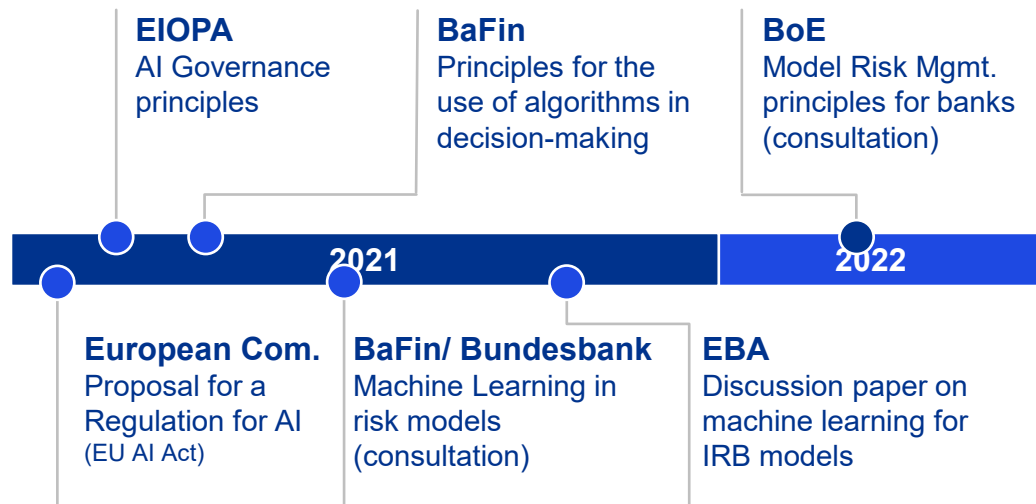 EIOPA
AI Governance
principles
BaFin
Principles for the
use of algorithms in
decision-making
BoE
Model Risk Mgmt.
principles for banks
(consultation)
2021
2022
European Com.
Proposal for a
Regulation for AI
(EU AI Act)
BaFin/ Bundesbank
Machine Learning in
risk models
(consultation)
EBA
Discussion paper on
machine learning for
IRB models